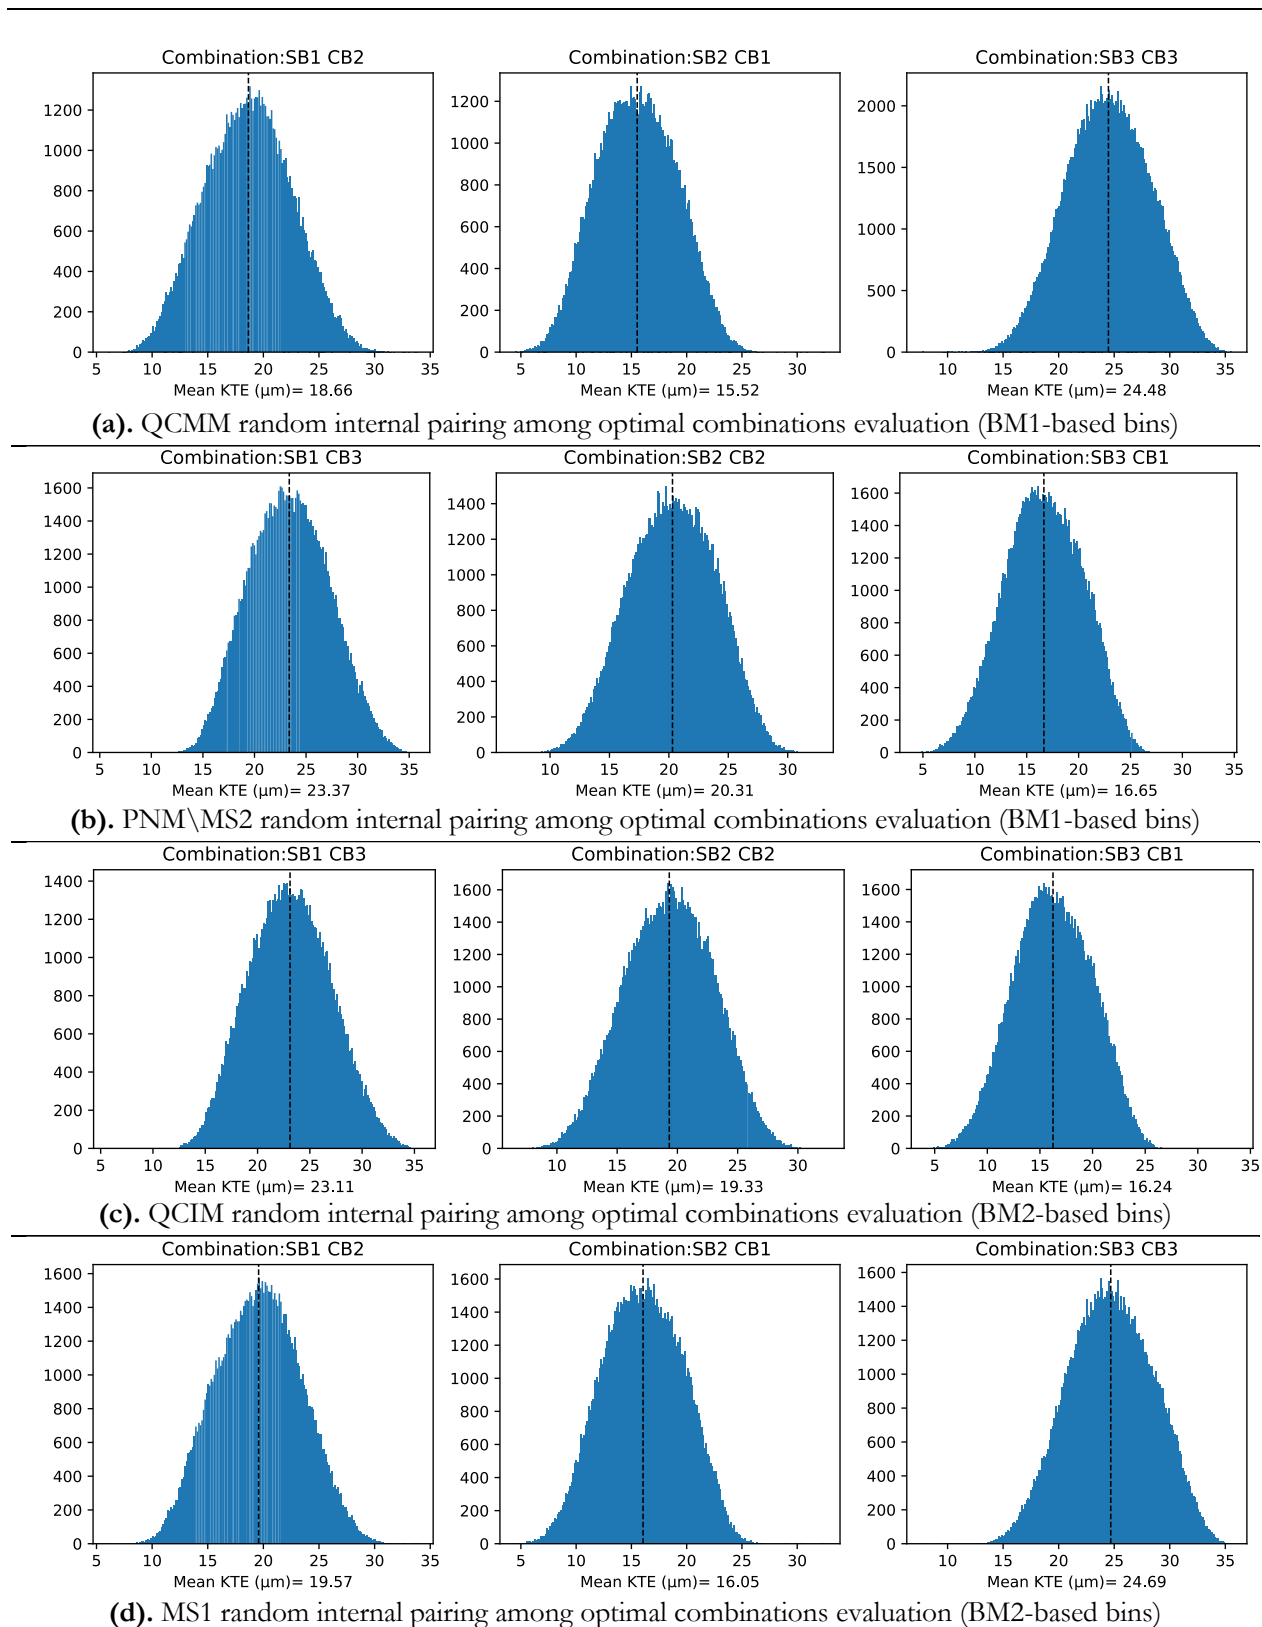 Combination:SB1 CB2 Combination:SB2 CB1 Combination:SB3 CB3
1200 1000 800 600 400 200 0
5 10 15 20 25 30 35
Mean KTE (µm)= 18.66
1200 1000 800 600 400 200 0
5 10 15 20 25 30
Mean KTE (µm)= 15.52
2000 1500 1000 500 0
10 15 20 25 30 35
Mean KTE (µm)= 24.48
(a). QCMM random internal pairing among optimal combinations evaluation (BM1-based bins)
Combination:SB1 CB3 Combination:SB2 CB2 Combination:SB3 CB1
1600 1400 1200 1000 800 600 400 200 0
5 10 15 20 25 30 35
Mean KTE (µm)= 23.37
1400 1200 1000 800 600 400 200 0
10 15 20 25 30
Mean KTE (µm)= 20.31
1600 1400 1200 1000 800 600 400 200 0
5 10 15 20 25 30 35
Mean KTE (µm)= 16.65
(b). PNM\MS2 random internal pairing among optimal combinations evaluation (BM1-based bins)
Combination:SB1 CB3 Combination:SB2 CB2 Combination:SB3 CB1
1400 1200 1000 800 600 400 200 0
5 10 15 20 25 30 35
Mean KTE (µm)= 23.11
1600 1400 1200 1000 800 600 400 200 0
10 15 20 25 30
Mean KTE (µm)= 19.33
1600 1400 1200 1000 800 600 400 200 0
5 10 15 20 25 30 35
Mean KTE (µm)= 16.24
(c). QCIM random internal pairing among optimal combinations evaluation (BM2-based bins)
Combination:SB1 CB2 Combination:SB2 CB1 Combination:SB3 CB3
1600 1400 1200 1000 800 600 400 200 0
5 10 15 20 25 30 35
Mean KTE (µm)= 19.57
1600 1400 1200 1000 800 600 400 200 0
5 10 15 20 25 30
Mean KTE (µm)= 16.05
1600 1400 1200 1000 800 600 400 200 0
10 15 20 25 30 35
Mean KTE (µm)= 24.69
(d). MS1 random internal pairing among optimal combinations evaluation (BM2-based bins)